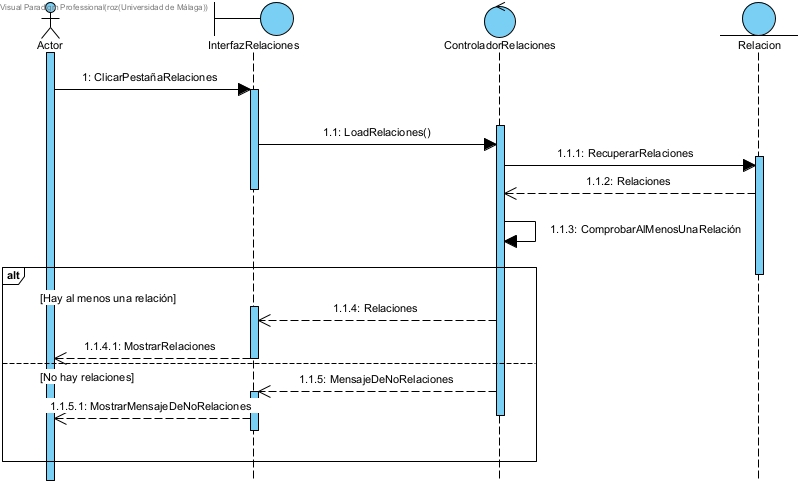 Visual Paradigm Professional(roz(Universidad de Málaga))
Actor
InterfazRelaciones
ControladorRelaciones
Relacion
1: ClicarPestañaRelaciones
1.1: LoadRelaciones()
1.1.1: RecuperarRelaciones
1.1.2: Relaciones
1.1.3: ComprobarAlMenosUnaRelación
alt
[Hay al menos una relación]
1.1.4: Relaciones
1.1.4.1: MostrarRelaciones
[No hay relaciones]
1.1.5: MensajeDeNoRelaciones
1.1.5.1: MostrarMensajeDeNoRelaciones